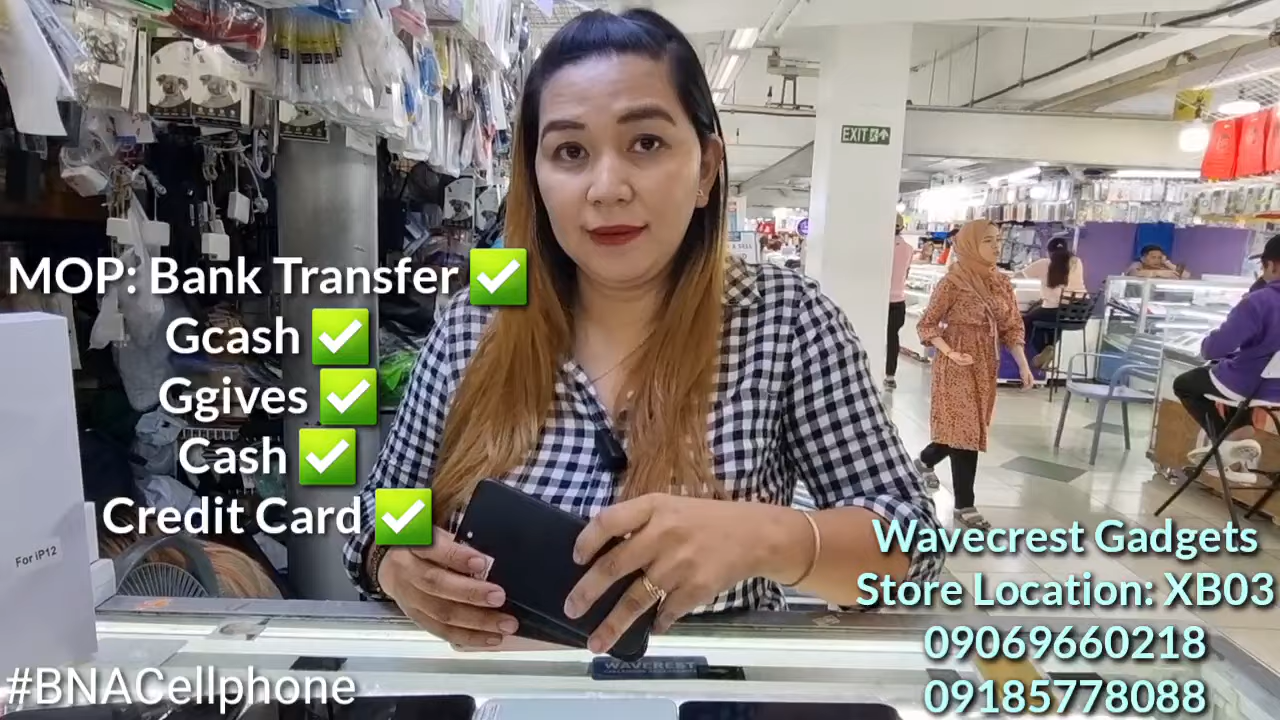 EXIT
MOP: Bank Transfer ✅
Gcash ✅
Ggives ✅
Cash ✅
Credit Card ✅
For iP12
Wavecrest Gadgets
Store Location: XB03
09069660218
09185778088
WAVECREST
#BNACellphone